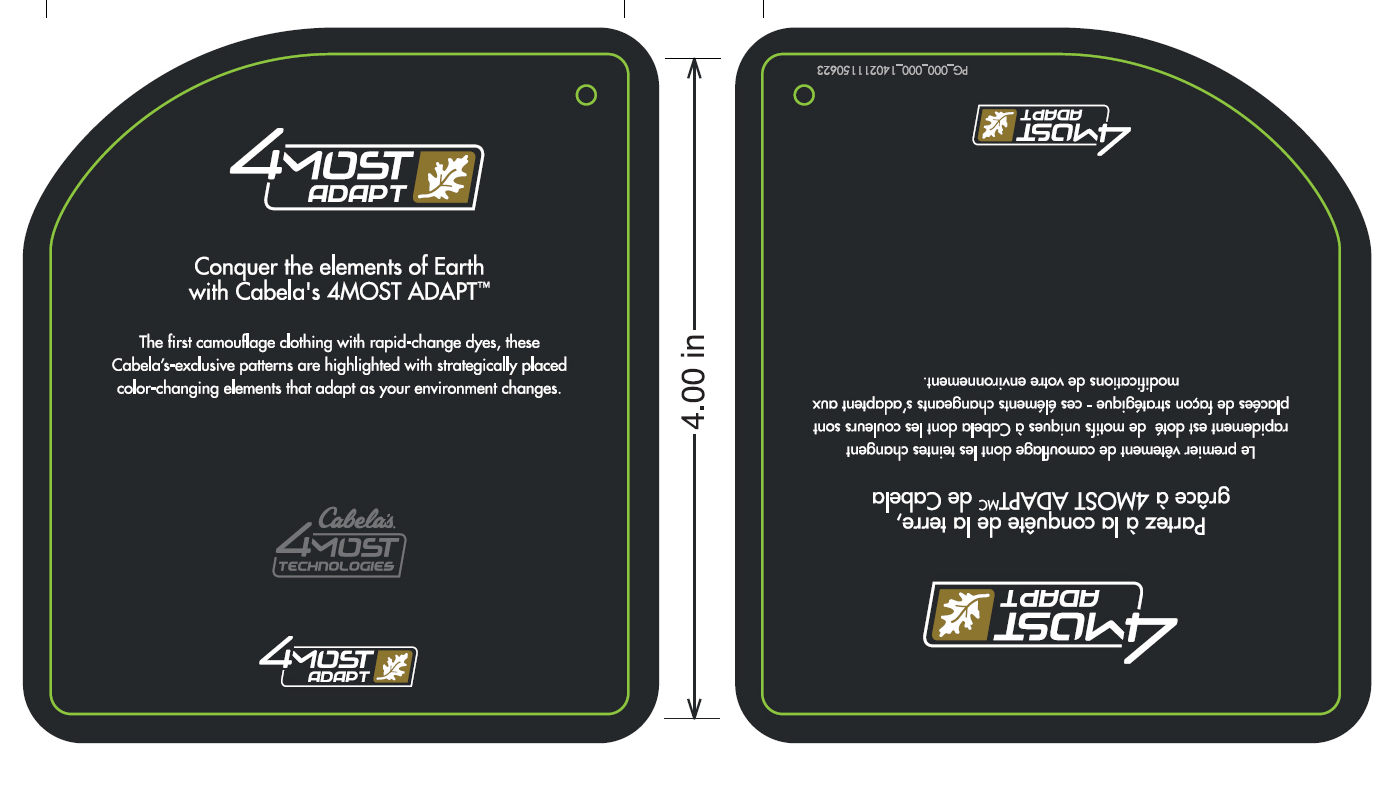 4MOST
ADAPT
Conquer the elements of Earth
with Cabela's 4MOST ADAPT™
The first camouflage clothing with rapid-change dyes, these
Cabela’s-exclusive patterns are highlighted with strategically placed
color-changing elements that adapt as your environment changes.
Cabela's
4MOST
TECHNOLOGIES
4MOST
ADAPT
4.00 in
4MOST
ADAPT
Partez à la conquête de la terre,
grâce à 4MOST ADAPTMC de Cabela
Le premier vêtement de camouflage dont les teintes changent
rapidement est doté de motifs uniques à Cabela dont les couleurs sont
placées de façon stratégique - ces éléments changeants s’adaptent aux
modifications de votre environnement.
4MOST
ADAPT
PG_000_000_1402111150623